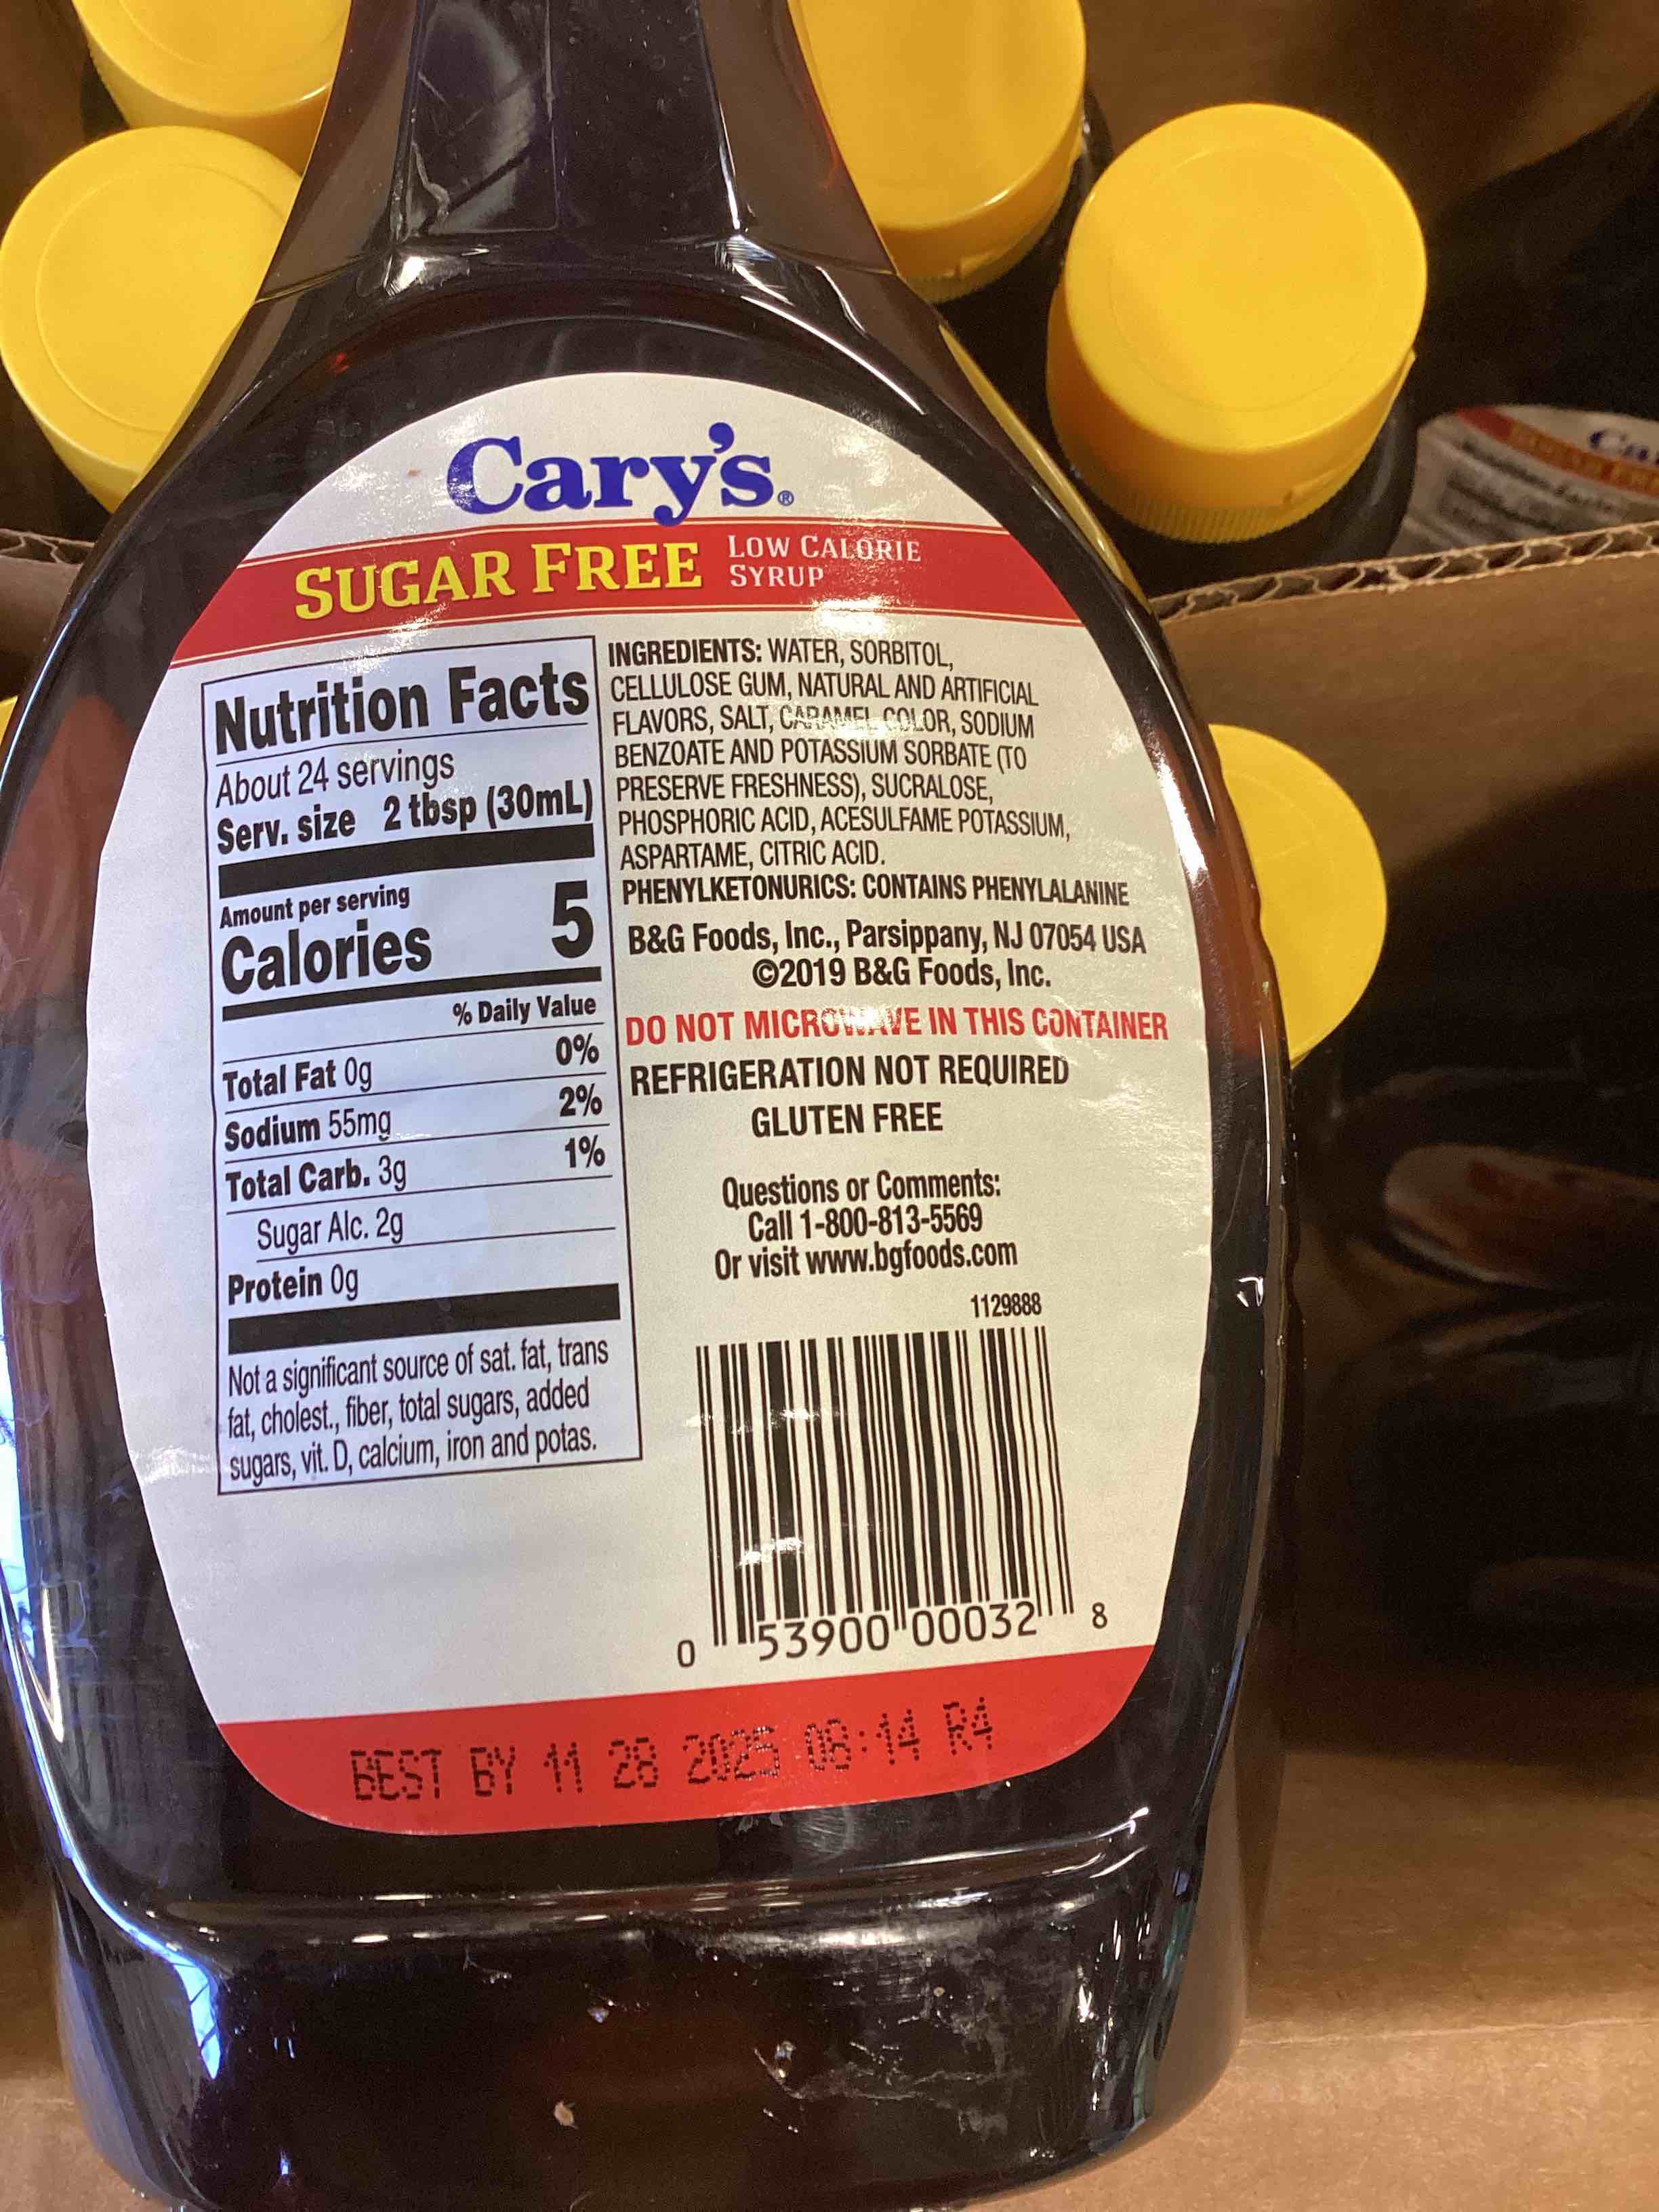 Cary's®
SUGAR FREE
LOW CALORIE
SYRUP
Nutrition Facts
About 24 servings
Serv. size 2 tbsp (30mL)
Amount per serving
Calories 5
% Daily Value
Total Fat 0g 0%
Sodium 55mg 2%
Total Carb. 3g 1%
Sugar Alc. 2g
Protein 0g
Not a significant source of sat. fat, trans
fat, cholest., fiber, total sugars, added
sugars, vit. D, calcium, iron and potas.
INGREDIENTS: WATER, SORBITOL,
CELLULOSE GUM, NATURAL AND ARTIFICIAL
FLAVORS, SALT, CARAMEL COLOR, SODIUM
BENZOATE AND POTASSIUM SORBATE (TO
PRESERVE FRESHNESS), SUCRALOSE,
PHOSPHORIC ACID, ACESULFAME POTASSIUM,
ASPARTAME, CITRIC ACID.
PHENYLKETONURICS: CONTAINS PHENYLALANINE
B&G Foods, Inc., Parsippany, NJ 07054 USA
©2019 B&G Foods, Inc.
DO NOT MICROWAVE IN THIS CONTAINER
REFRIGERATION NOT REQUIRED
GLUTEN FREE
Questions or Comments:
Call 1-800-813-5569
Or visit www.bgfoods.com
1129888
0 53900 00032 8
BEST BY 11 28 2025 08:14 R4